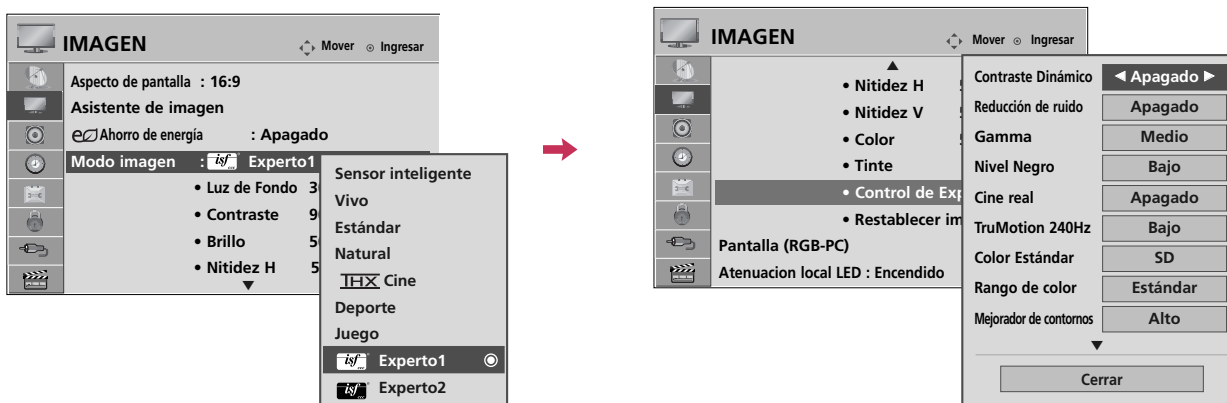 IMAGEN
Mover
Ingresar
Aspecto de pantalla : 16:9
Asistente de imagen
Ahorro de energía : Apagado
Modo imagen : isf Experto1
• Luz de Fondo 3
• Contraste 9
• Brillo 5
• Nitidez H 5
Sensor inteligente
Vivo
Estándar
Natural
THX Cine
Deporte
Juego
isf Experto1
isf Experto2
IMAGEN
Mover
Ingresar
• Nitidez H
• Nitidez V
• Color
• Tinte
• Control de Exp
• Restablecer im
Pantalla (RGB-PC)
Atenuacion local LED : Encendido
Contraste Dinámico ◄ Apagado ►
Reducción de ruido Apagado
Gamma Medio
Nivel Negro Bajo
Cine real Apagado
TruMotion 240Hz Bajo
Color Estándar SD
Rango de color Estándar
Mejorador de contornos Alto
Cerrar